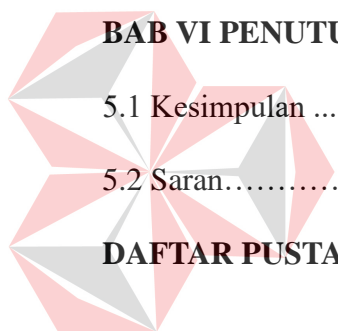 BAB VI PENUTU
5.1 Kesimpulan ...
5.2 Saran............
DAFTAR PUSTA